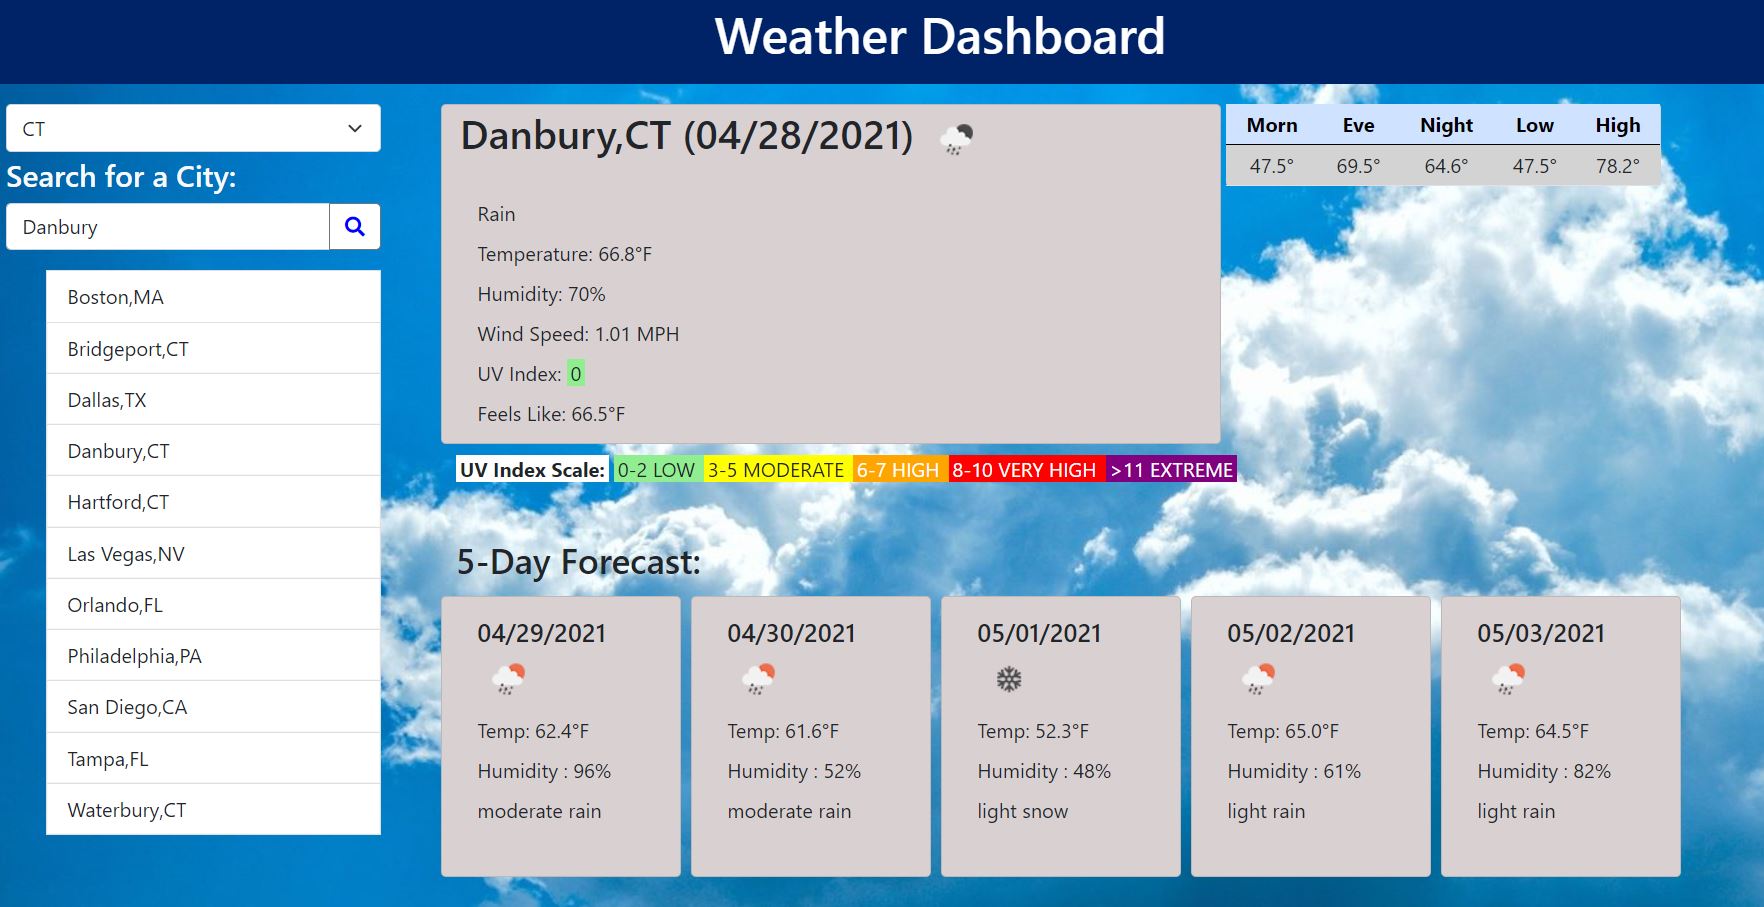 Weather Dashboard
CT
Search for a City:
Danbury
Boston,MA
Bridgeport,CT
Dallas,TX
Danbury,CT
Hartford,CT
Las Vegas,NV
Orlando,FL
Philadelphia,PA
San Diego,CA
Tampa,FL
Waterbury,CT
Danbury,CT (04/28/2021)
Rain
Temperature: 66.8°F
Humidity: 70%
Wind Speed: 1.01 MPH
UV Index: 0
Feels Like: 66.5°F
Morn Eve Night Low High
47.5° 69.5° 64.6° 47.5° 78.2°
UV Index Scale: 0-2 LOW 3-5 MODERATE 6-7 HIGH 8-10 VERY HIGH >11 EXTREME
5-Day Forecast:
04/29/2021
Temp: 62.4°F
Humidity : 96%
moderate rain
04/30/2021
Temp: 61.6°F
Humidity : 52%
moderate rain
05/01/2021
Temp: 52.3°F
Humidity : 48%
light snow
05/02/2021
Temp: 65.0°F
Humidity : 61%
light rain
05/03/2021
Temp: 64.5°F
Humidity : 82%
light rain